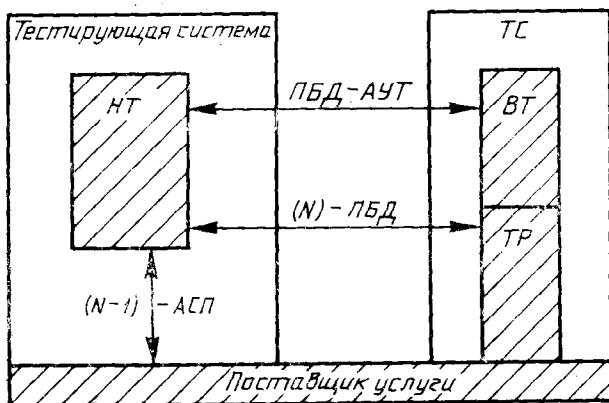 Тестирующая система
ТС
НТ
ПБД-АУТ
ВТ
(N)-ПБД
ТР
(N-1)-АСП
Поставщик услуги